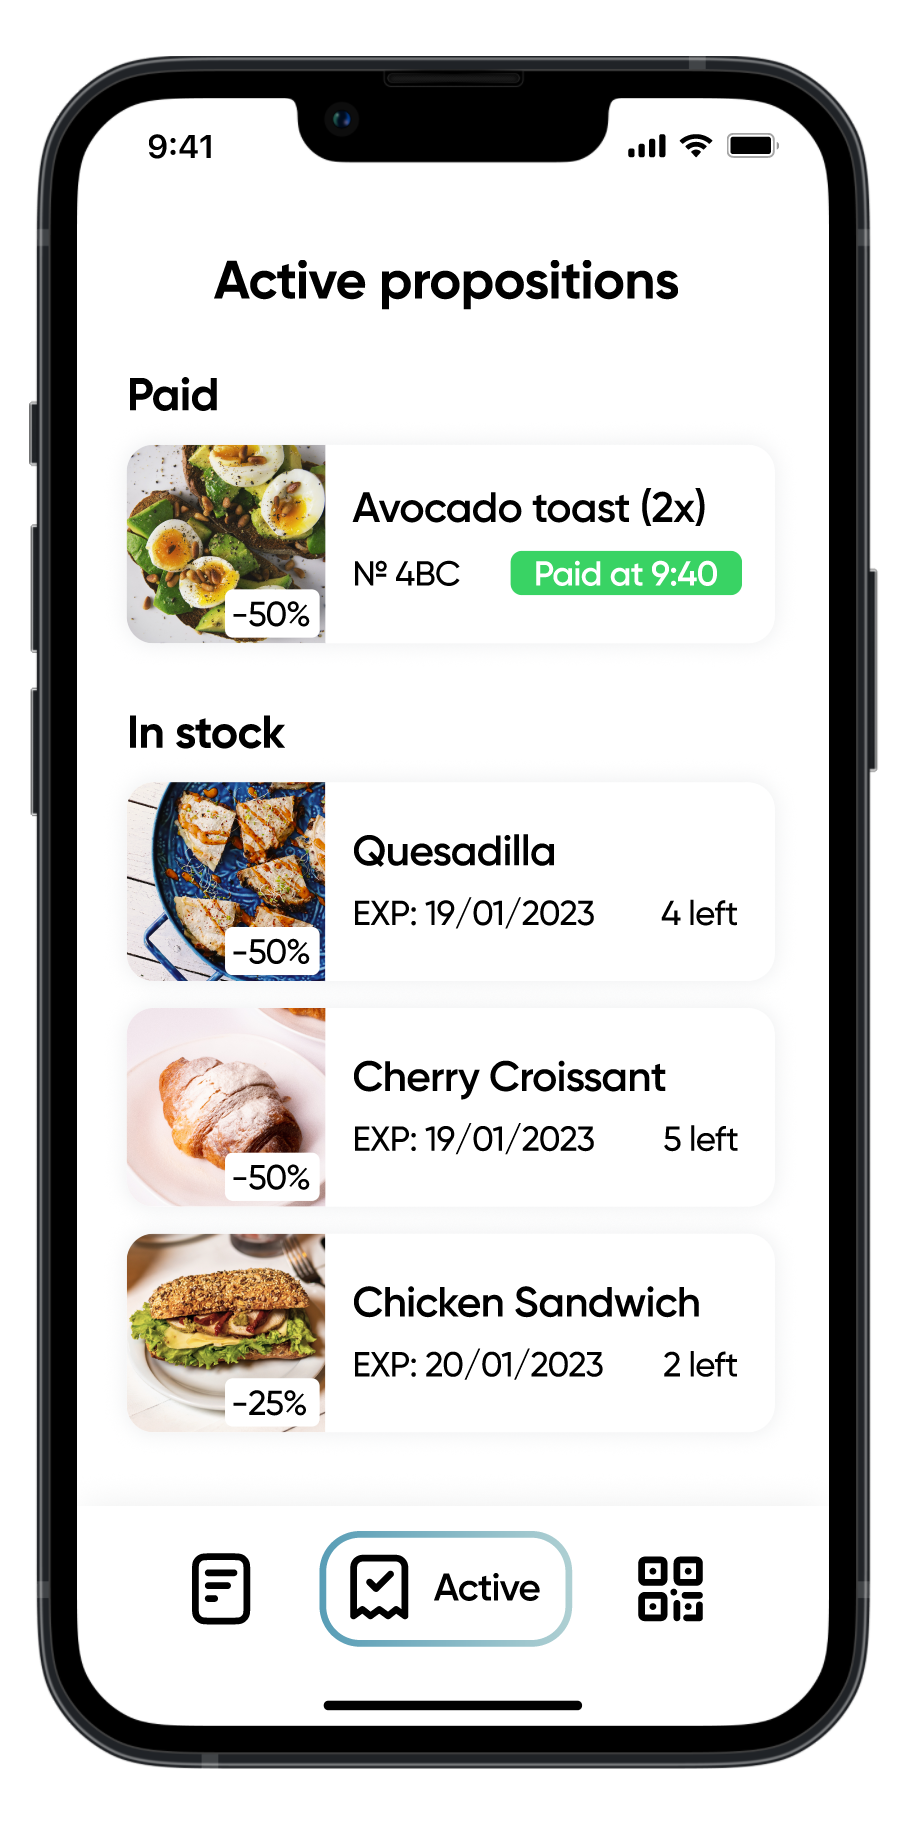 9:41
Active propositions
Paid
Avocado toast (2x)
Nº 4BC
Paid at 9:40
-50%
In stock
Quesadilla
EXP: 19/01/2023
4 left
-50%
Cherry Croissant
EXP: 19/01/2023
5 left
-50%
Chicken Sandwich
EXP: 20/01/2023
2 left
-25%
Active